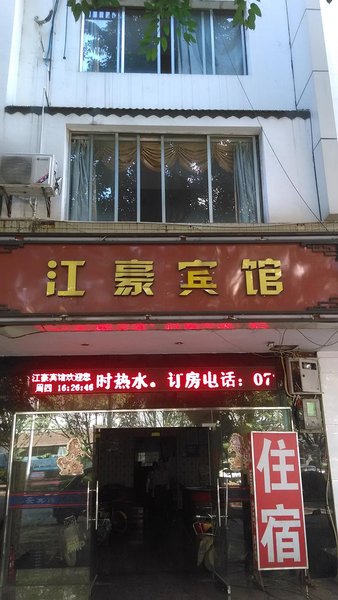 江豪宾馆
江豪宾馆欢迎您
周四 16:26:46
时热水。订房电话：07
住宿